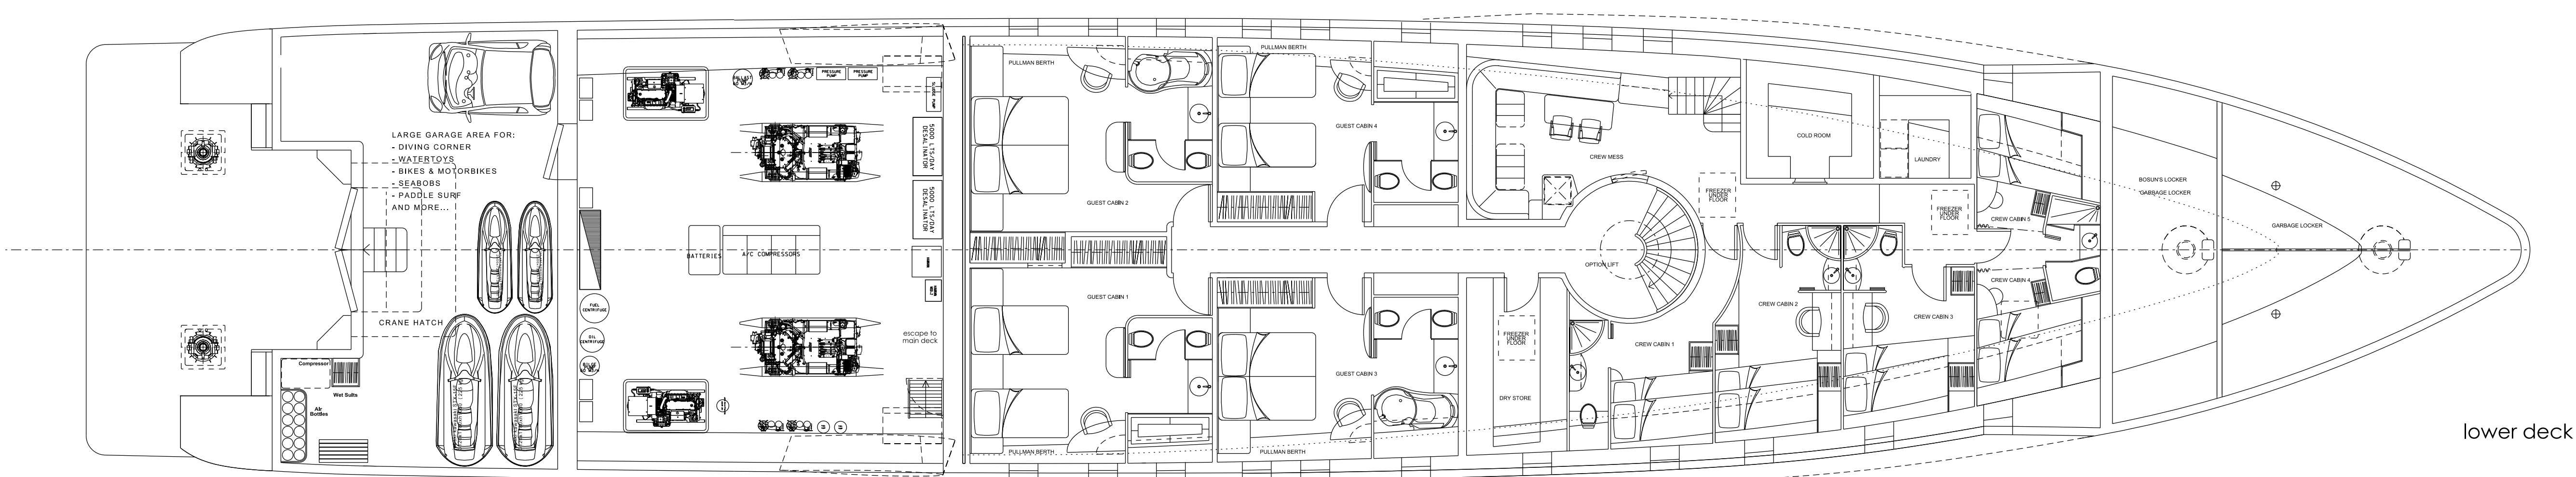 LARGE GARAGE AREA FOR:
- DIVING CORNER
- WATERTOYS
- BIKES & MOTORBIKES
- SEABOBS
- PADDLE SURF
AND MORE...
CRANE HATCH
Compressor
Wet Suits
Air
Bottles
FUEL
CENTRIFUGE
OIL
CENTRIFUGE
BATTERIES
A/C COMPRESSORS
PRESSURE
PUMP
PRESSURE
PUMP
SLUDGE PUMP
5000 LTS/DAY
DESALINATOR
5000 LTS/DAY
DESALINATOR
escape to
main deck
PULLMAN BERTH
GUEST CABIN 2
GUEST CABIN 1
PULLMAN BERTH
PULLMAN BERTH
GUEST CABIN 4
GUEST CABIN 3
PULLMAN BERTH
CREW MESS
OPTION LIFT
FREEZER
UNDER
FLOOR
DRY STORE
CREW CABIN 1
FREEZER
UNDER
FLOOR
COLD ROOM
LAUNDRY
FREEZER
UNDER
FLOOR
CREW CABIN 2
CREW CABIN 3
CREW CABIN 5
CREW CABIN 4
BOSUN'S LOCKER
GARBAGE LOCKER
GARBAGE LOCKER
lower deck